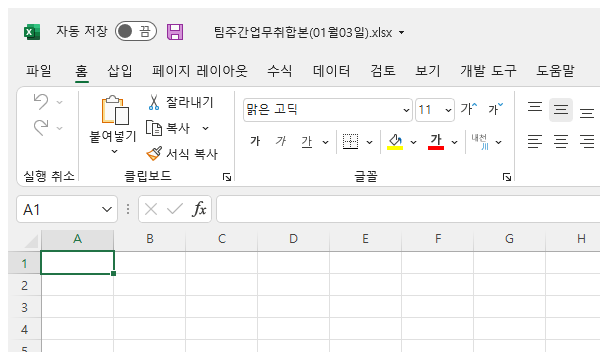 자동 저장 끔 팀주간업무취합본(01월03일).xlsx
파일 홈 삽입 페이지 레이아웃 수식 데이터 검토 보기 개발 도구 도움말
잘라내기 맑은 고딕 11 가 가
붙여넣기 복사 가 가 가 가 내천
서식 복사
실행 취소 클립보드 글꼴
A1 fx
A B C D E F G H
1
2
3
4
5